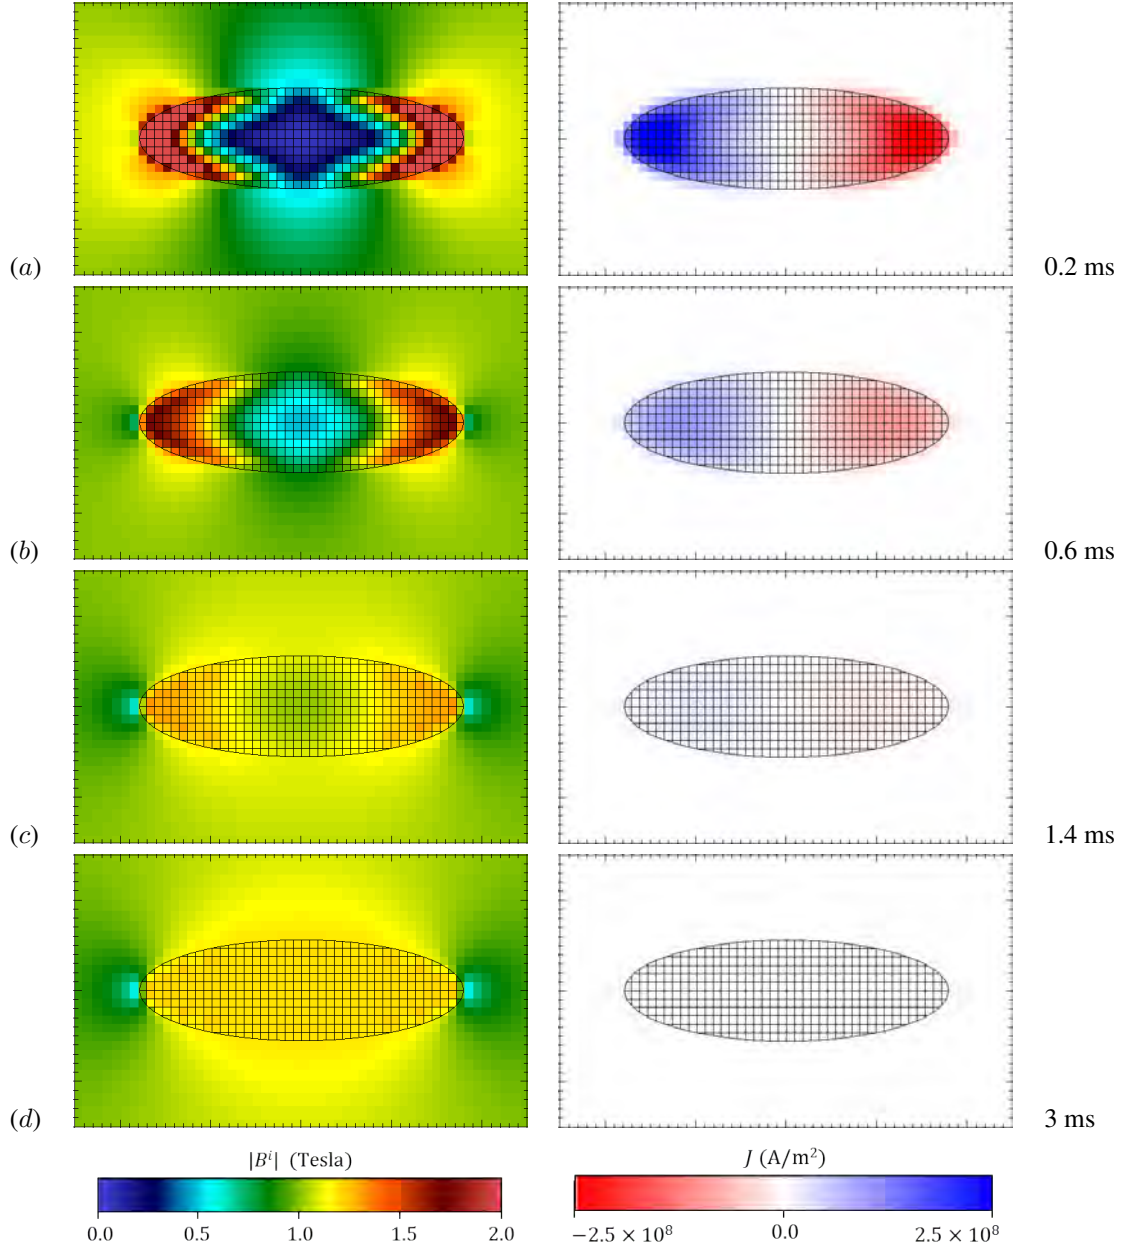 (a) 0.2 ms
(b) 0.6 ms
(c) 1.4 ms
(d) 3 ms
|Bⁱ| (Tesla) J (A/m²)
0.0 0.5 1.0 1.5 2.0 −2.5 × 10⁸ 0.0 2.5 × 10⁸